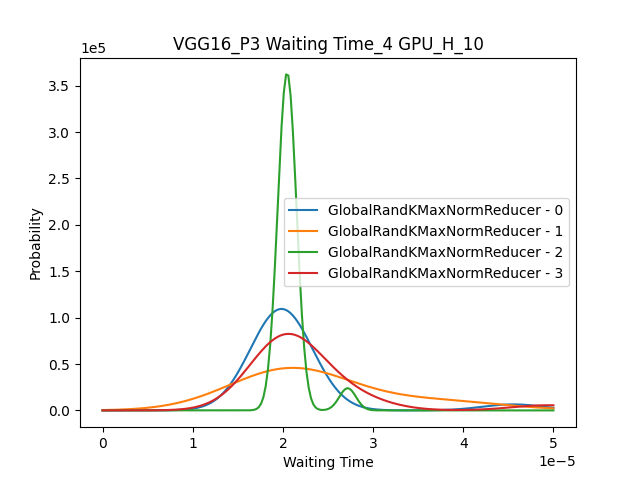 VGG16_P3 Waiting Time_4 GPU_H_10
1e5
3.5
3.0
2.5
2.0
1.5
1.0
0.5
0.0
Probability
GlobalRandKMaxNormReducer - 0
GlobalRandKMaxNormReducer - 1
GlobalRandKMaxNormReducer - 2
GlobalRandKMaxNormReducer - 3
0 1 2 3 4 5
1e−5
Waiting Time